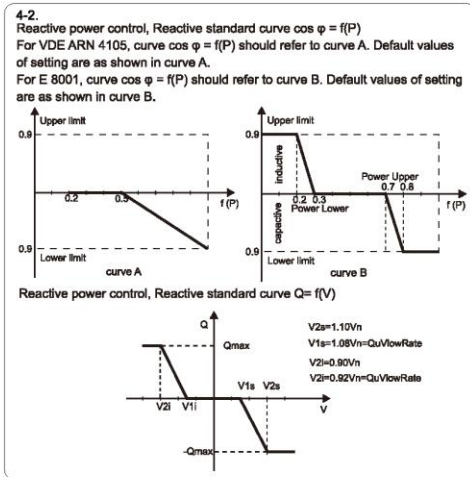 4-2.
Reactive power control, Reactive standard curve cos φ = f(P)
For VDE ARN 4105, curve cos φ = f(P) should refer to curve A. Default values
of setting are as shown in curve A.
For E 8001, curve cos φ = f(P) should refer to curve B. Default values of setting
are as shown in curve B.
Upper limit
0.9
0.2
0.5
f (P)
0.9
Lower limit
curve A
Upper limit
0.9
inductive
capactive
Power Upper
0.7 0.8
0.2 0.3
Power Lower
f (P)
0.9
Lower limit
curve B
Reactive power control, Reactive standard curve Q= f(V)
Q
Qmax
V2i
V1i
V1s
V2s
V
-Qmax
V2s=1.10Vn
V1s=1.08Vn=QuVlowRate
V2i=0.90Vn
V2i=0.92Vn=QuVlowRate